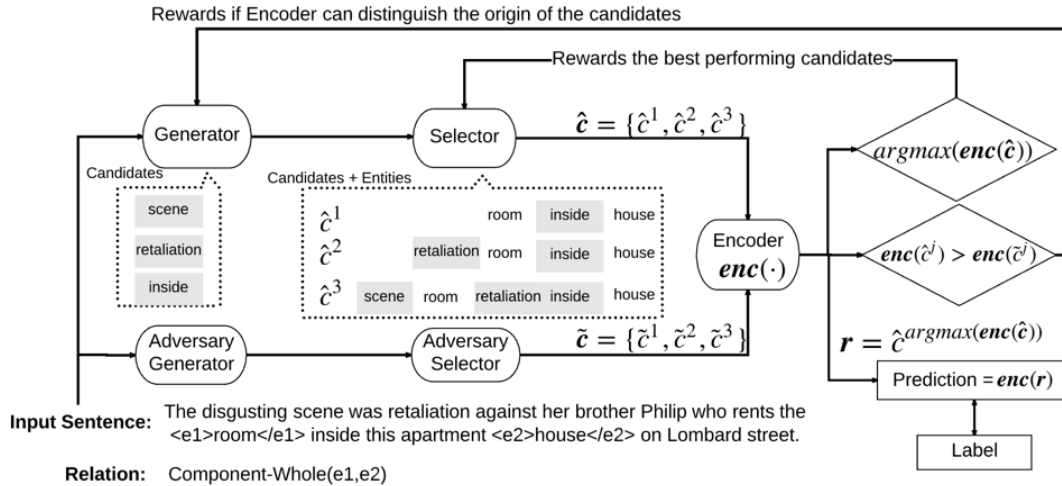 Rewards if Encoder can distinguish the origin of the candidates
Rewards the best performing candidates
Generator
Selector
ĉ = {ĉ¹, ĉ², ĉ³}
argmax(enc(ĉ))
Candidates
scene
retaliation
inside
Candidates + Entities
ĉ¹ room inside house
ĉ² retaliation room inside house
ĉ³ scene room retaliation inside house
Encoder
enc(·)
enc(ĉʲ) > enc(c̃ʲ)
Adversary
Generator
Adversary
Selector
c̃ = {c̃¹, c̃², c̃³}
r = ĉ^argmax(enc(ĉ))
Prediction = enc(r)
Label
Input Sentence: The disgusting scene was retaliation against her brother Philip who rents the
<e1>room</e1> inside this apartment <e2>house</e2> on Lombard street.
Relation: Component-Whole(e1,e2)